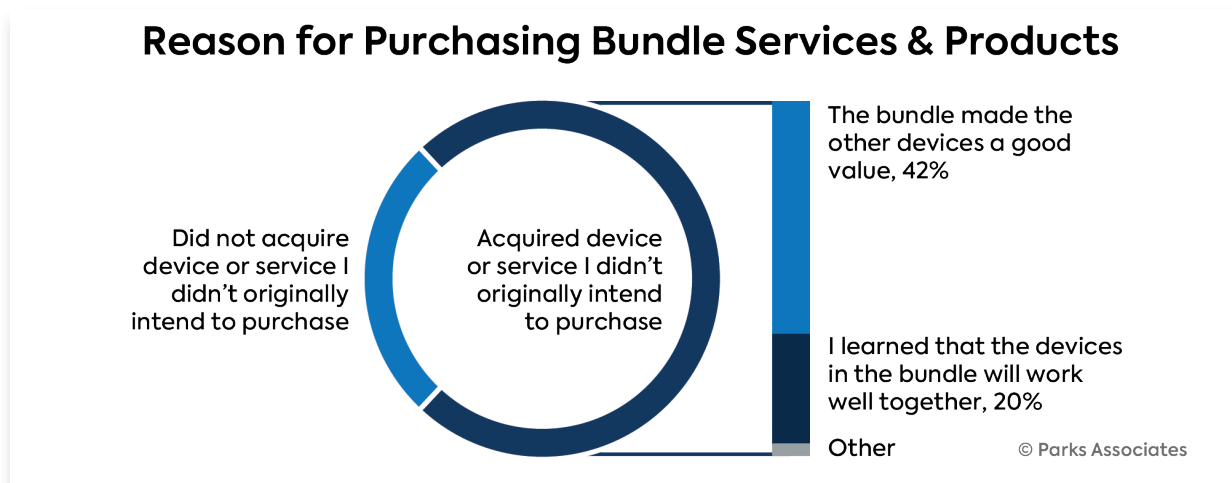 Reason for Purchasing Bundle Services & Products
Did not acquire
device or service I
didn't originally
intend to purchase
Acquired device
or service I didn't
originally intend
to purchase
The bundle made the
other devices a good
value, 42%
I learned that the devices
in the bundle will work
well together, 20%
Other
© Parks Associates